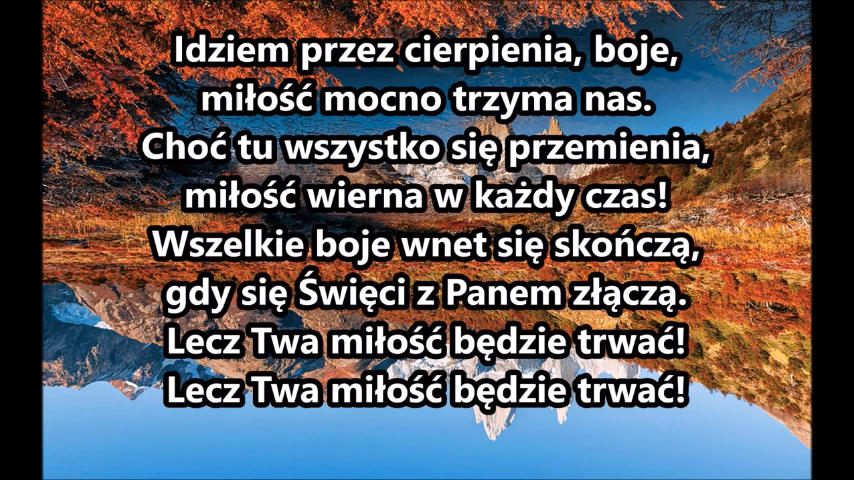 Idziem przez cierpienia, boje,
miłość mocno trzyma nas.
Choć tu wszystko się przemienia,
miłość wierna w każdy czas!
Wszelkie boje wnet się skończą,
gdy się Święci z Panem złączą.
Lecz Twa miłość będzie trwać!
Lecz Twa miłość będzie trwać!